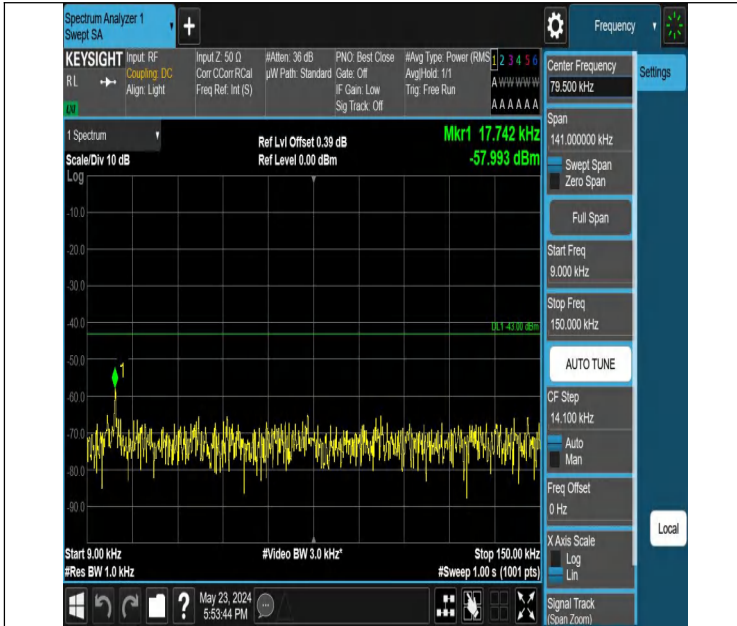 Spectrum Analyzer 1
Swept SA
+
Frequency
KEYSIGHT
RL
Input: RF
Coupling: DC
Align: Light
Input Z: 50 Ω
Corr CCorr RCal
Freq Ref: Int (S)
#Atten: 36 dB
µW Path: Standard
PNO: Best Close
Gate: Off
IF Gain: Low
Sig Track: Off
#Avg Type: Power (RMS
Avg|Hold: 1/1
Trig: Free Run
1 2 3 4 5 6
A W W W W W
A A A A A A
1 Spectrum
Scale/Div 10 dB
Log
Ref Lvl Offset 0.39 dB
Ref Level 0.00 dBm
Mkr1 17.742 kHz
-57.993 dBm
-10.0
-20.0
-30.0
-40.0
-50.0
-60.0
-70.0
-80.0
-90.0
DL1 -43.00 dBm
1
Start 9.00 kHz
#Res BW 1.0 kHz
#Video BW 3.0 kHz*
Stop 150.00 kHz
#Sweep 1.00 s (1001 pts)
?
May 23, 2024
5:53:44 PM
Center Frequency
79.500 kHz
Settings
Span
141.000000 kHz
Swept Span
Zero Span
Full Span
Start Freq
9.000 kHz
Stop Freq
150.000 kHz
AUTO TUNE
CF Step
14.100 kHz
Auto
Man
Freq Offset
0 Hz
X Axis Scale
Log
Lin
Local
Signal Track
(Span Zoom)